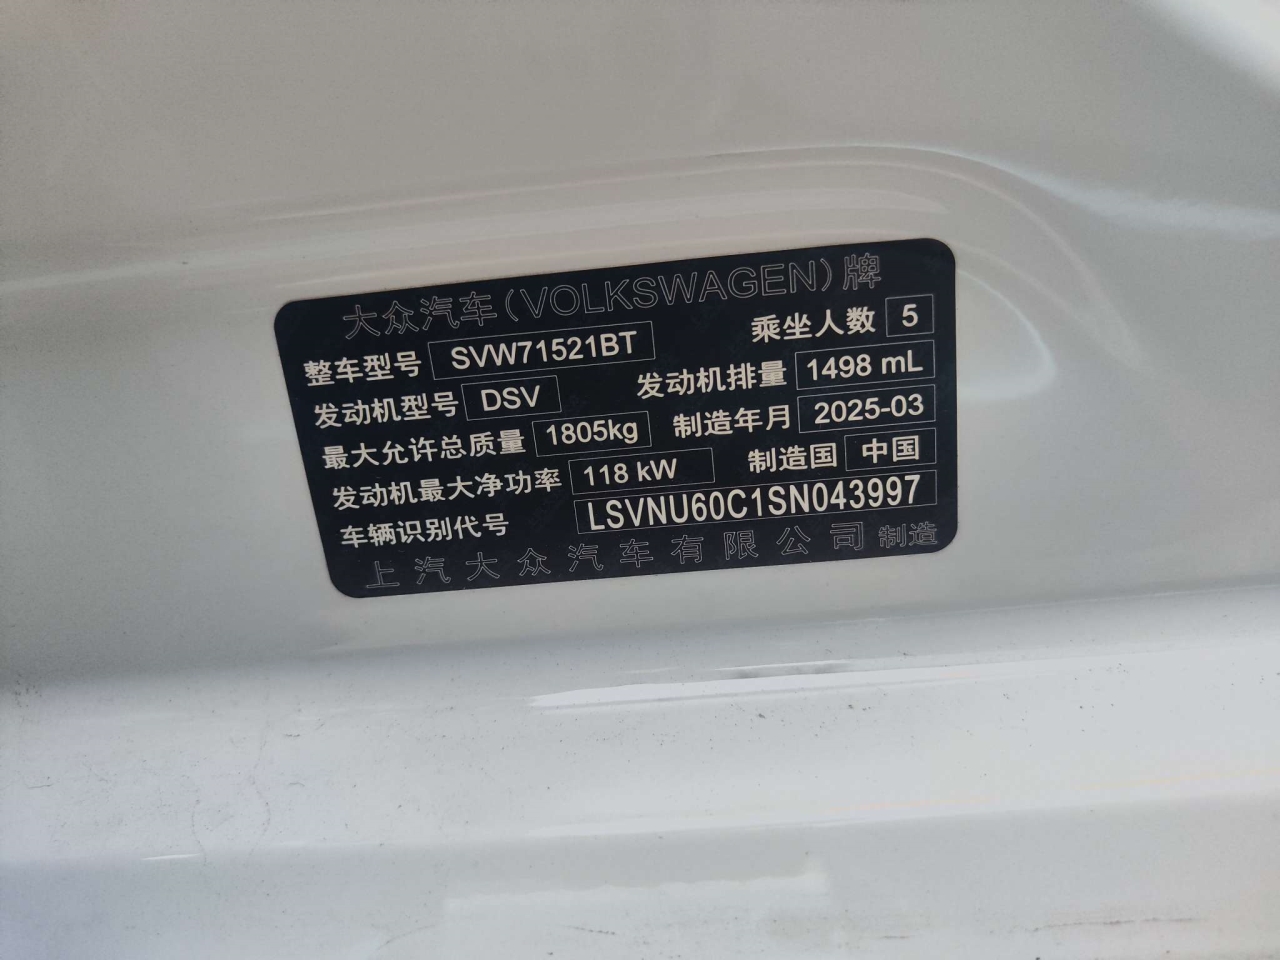 大众汽车(VOLKSWAGEN)牌
整车型号 SVW71521BT 乘坐人数 5
发动机型号 DSV 发动机排量 1498 mL
最大允许总质量 1805kg 制造年月 2025-03
发动机最大净功率 118 kW 制造国 中国
车辆识别代号 LSVNU60C1SN043997
上汽大众汽车有限公司 制造